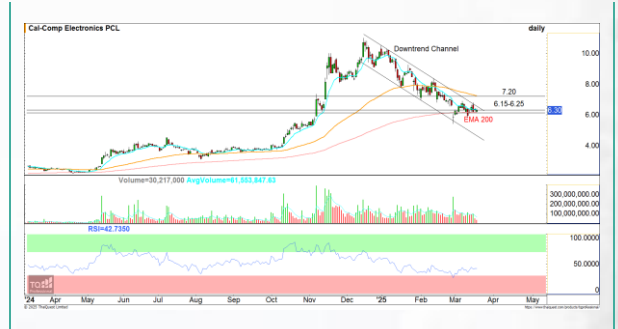 Cal-Comp Electronics PCL daily
Downtrend Channel
10.00
8.00
7.20
6.15-6.25
6.30
6.00
EMA 200
4.00
Volume=30,217,000 AvgVolume=61,553,647.63
300,000,000.00
200,000,000.00
100,000,000.00
RSI=42.7350
100.0000
50.0000
0
'24 Apr May Jun Jul Aug Sep Oct Nov Dec '25 Feb Mar Apr May